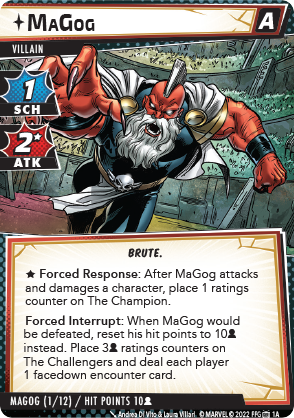 MaGog
A
VILLAIN
1
SCH
2★
ATK
BRUTE.
★ Forced Response: After MaGog attacks
and damages a character, place 1 ratings
counter on The Champion.
Forced Interrupt: When MaGog would
be defeated, reset his hit points to 10
instead. Place 3 ratings counters on
The Challengers and deal each player
1 facedown encounter card.
MAGOG (1/12) / HIT POINTS 10
Andrea Di Vito & Laura Villari. © MARVEL © 2022 FFG 1A